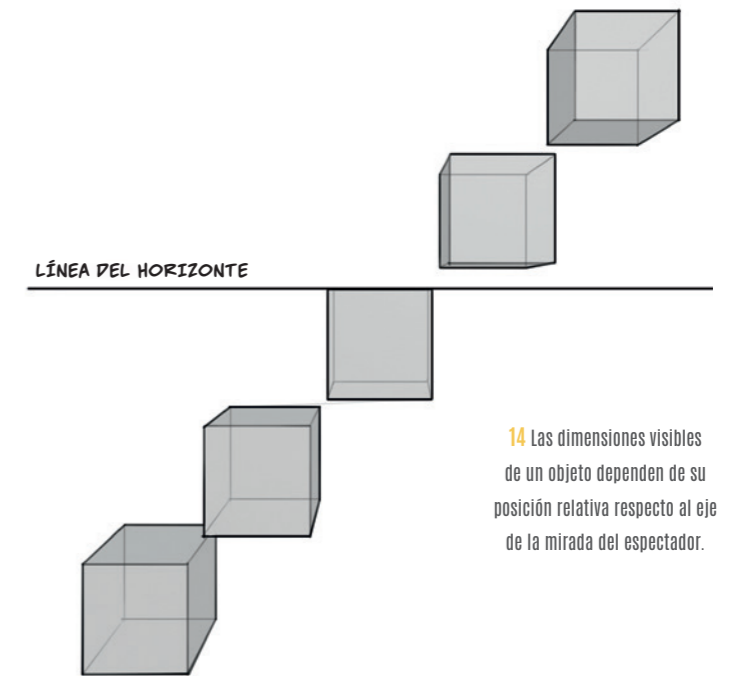 LÍNEA DEL HORIZONTE
14 Las dimensiones visibles
de un objeto dependen de su
posición relativa respecto al eje
de la mirada del espectador.